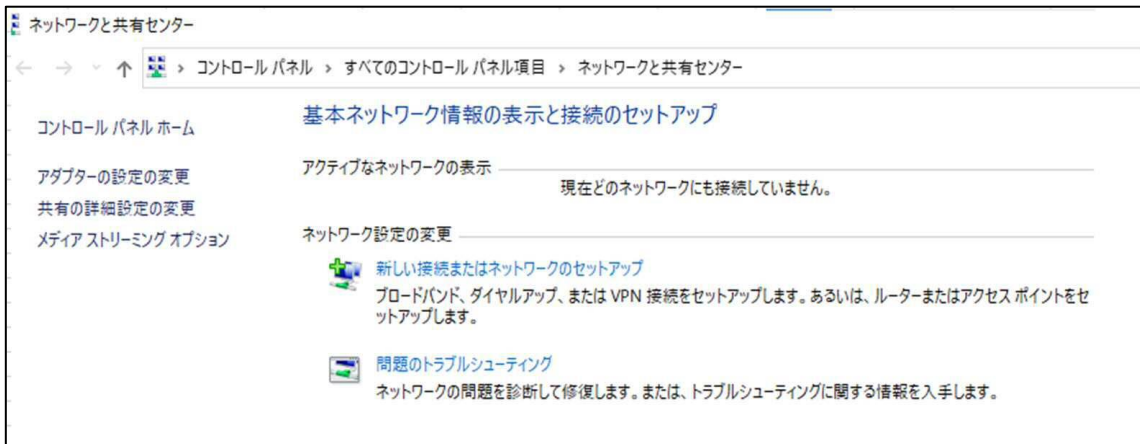 ネットワークと共有センター
コントロール パネル › すべてのコントロール パネル項目 › ネットワークと共有センター
コントロール パネル ホーム
アダプターの設定の変更
共有の詳細設定の変更
メディア ストリーミング オプション
基本ネットワーク情報の表示と接続のセットアップ
アクティブなネットワークの表示
現在どのネットワークにも接続していません。
ネットワーク設定の変更
新しい接続またはネットワークのセットアップ
ブロードバンド、ダイヤルアップ、または VPN 接続をセットアップします。あるいは、ルーターまたはアクセス ポイントをセ
ットアップします。
問題のトラブルシューティング
ネットワークの問題を診断して修復します。または、トラブルシューティングに関する情報を入手します。